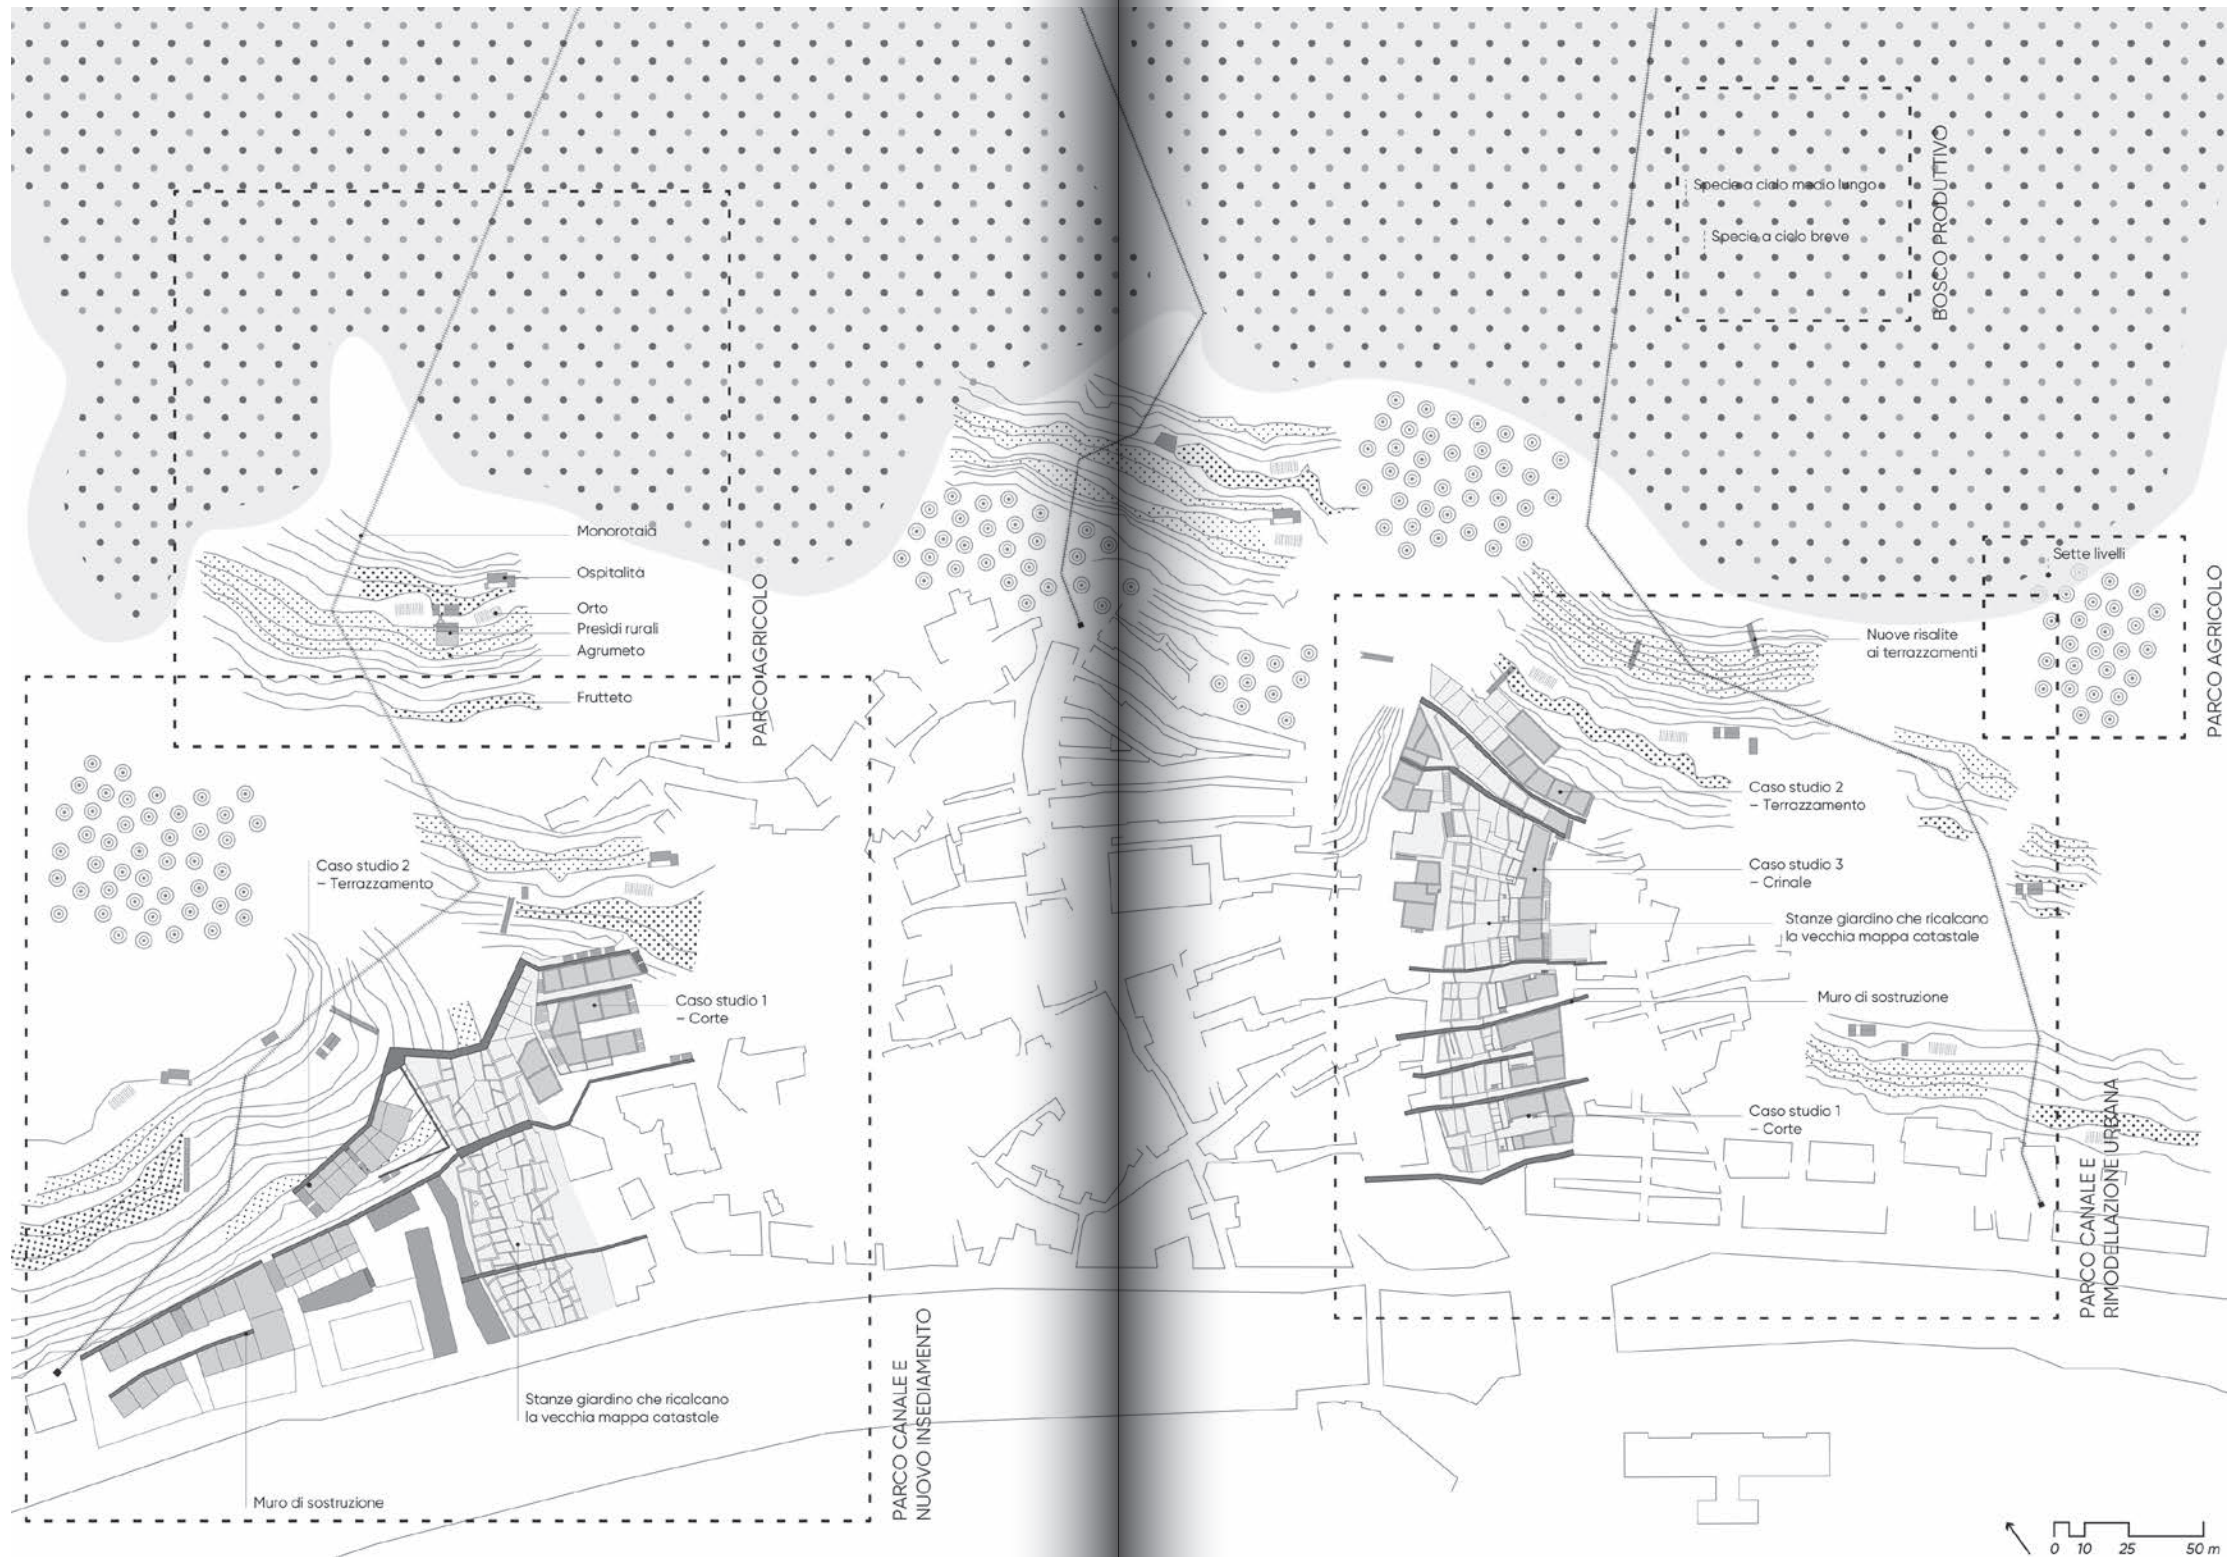 Monorotaia
Ospitalità
Orto
Presìdi rurali
Agrumeto
Frutteto
PARCO AGRICOLO
Caso studio 2
– Terrazzamento
Caso studio 1
– Corte
Stanze giardino che ricalcano
la vecchia mappa catastale
Muro di sostruzione
PARCO CANALE E
NUOVO INSEDIAMENTO
Specie a ciclo medio lungo
Specie a ciclo breve
BOSCO PRODUTTIVO
Sette livelli
PARCO AGRICOLO
Nuove risalite
ai terrazzamenti
Caso studio 2
– Terrazzamento
Caso studio 3
– Crinale
Stanze giardino che ricalcano
la vecchia mappa catastale
Muro di sostruzione
Caso studio 1
– Corte
PARCO CANALE E
RIMODELLAZIONE URBANA
0 10 25 50 m